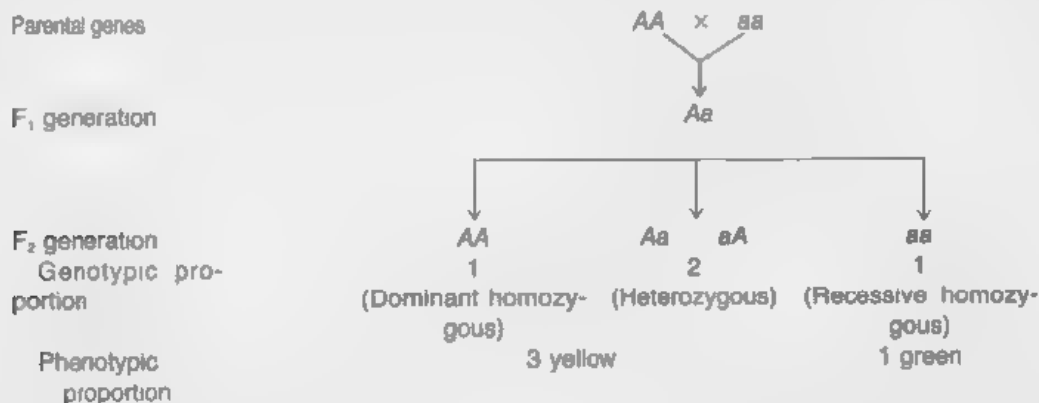 Parental genes AA × aa
F₁ generation Aa
F₂ generation AA Aa aA aa
Genotypic pro- 1 2 1
portion (Dominant homozy- (Heterozygous) (Recessive homozy-
gous) gous)
Phenotypic 3 yellow 1 green
proportion